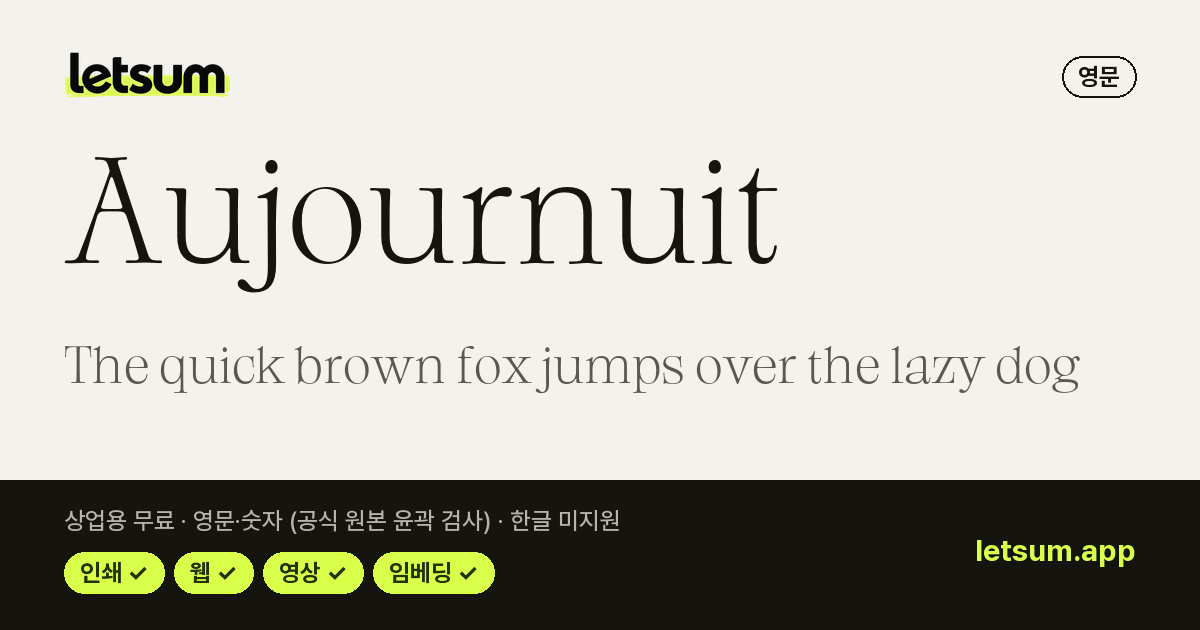 letsum
영문
Aujournuit
The quick brown fox jumps over the lazy dog
상업용 무료 · 영문·숫자 (공식 원본 윤곽 검사) · 한글 미지원
인쇄 ✓ 웹 ✓ 영상 ✓ 임베딩 ✓
letsum.app